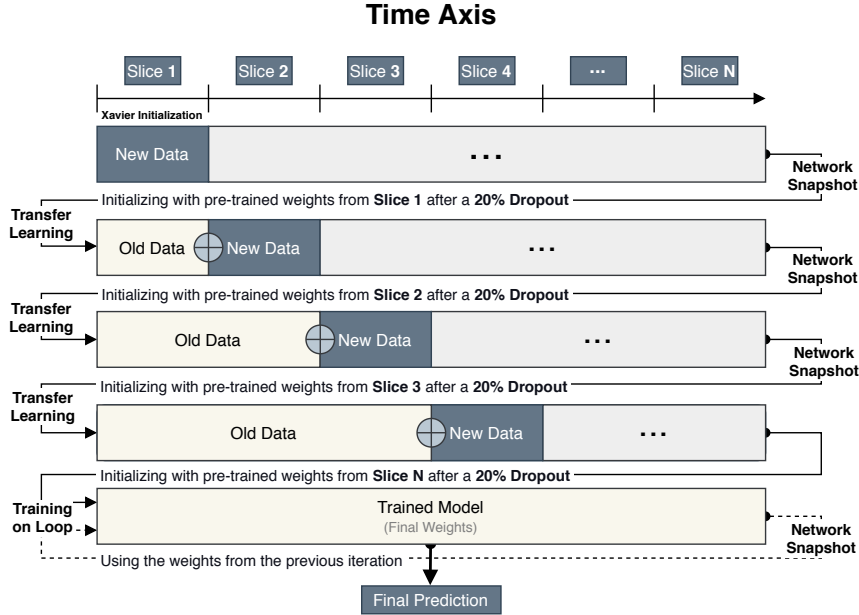 Time Axis
Slice 1
Slice 2
Slice 3
Slice 4
...
Slice N
Xavier Initialization
New Data
...
Network
Snapshot
Initializing with pre-trained weights from Slice 1 after a 20% Dropout
Transfer
Learning
Old Data
New Data
...
Network
Snapshot
Initializing with pre-trained weights from Slice 2 after a 20% Dropout
Transfer
Learning
Old Data
New Data
...
Network
Snapshot
Initializing with pre-trained weights from Slice 3 after a 20% Dropout
Transfer
Learning
Old Data
New Data
...
Initializing with pre-trained weights from Slice N after a 20% Dropout
Training
on Loop
Trained Model
(Final Weights)
Network
Snapshot
Using the weights from the previous iteration
Final Prediction